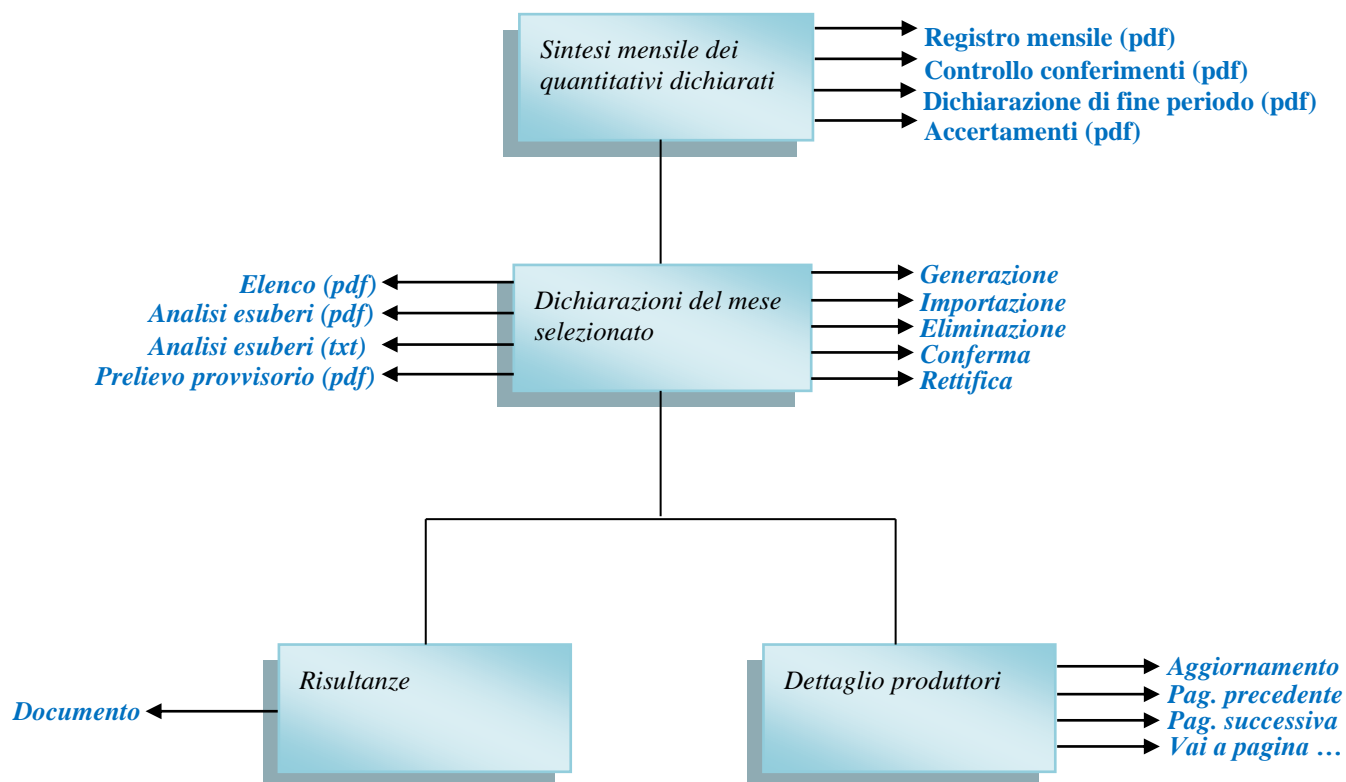 Sintesi mensile dei
quantitativi dichiarati
Registro mensile (pdf)
Controllo conferimenti (pdf)
Dichiarazione di fine periodo (pdf)
Accertamenti (pdf)
Elenco (pdf)
Analisi esuberi (pdf)
Analisi esuberi (txt)
Prelievo provvisorio (pdf)
Dichiarazioni del mese
selezionato
Generazione
Importazione
Eliminazione
Conferma
Rettifica
Documento
Risultanze
Dettaglio produttori
Aggiornamento
Pag. precedente
Pag. successiva
Vai a pagina …